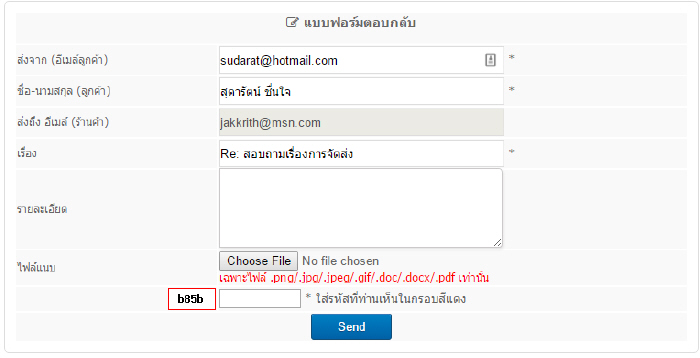 แบบฟอร์มตอบกลับ
ส่งจาก (อีเมล์ลูกค้า) sudarat@hotmail.com *
ชื่อ-นามสกุล (ลูกค้า) สุดารัตน์ ชื่นใจ *
ส่งถึง อีเมล์ (ร้านค้า) jakkrith@msn.com
เรื่อง Re: สอบถามเรื่องการจัดส่ง *
รายละเอียด
ไฟล์แนบ Choose File No file chosen
เฉพาะไฟล์ .png/.jpg/.jpeg/.gif/.doc/.docx/.pdf เท่านั้น
b85b * ใส่รหัสที่ท่านเห็นในกรอบสีแดง
Send